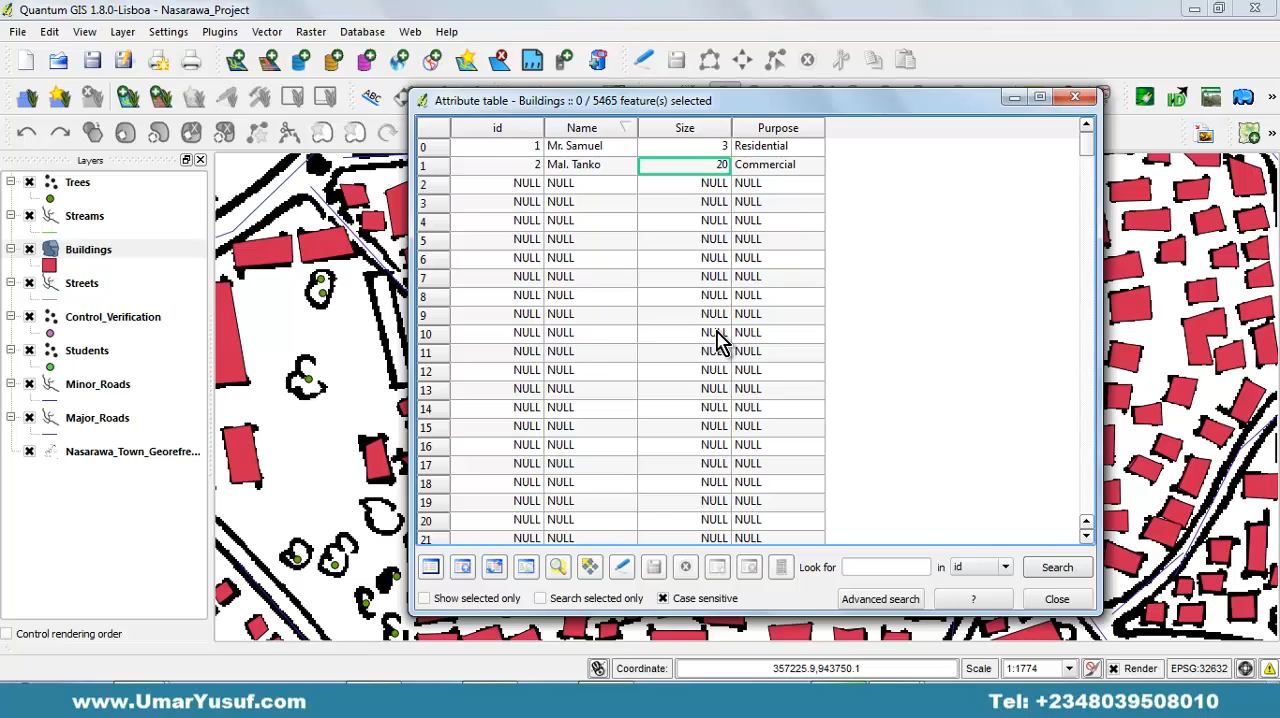 Quantum GIS 1.8.0-Lisboa - Nasarawa_Project
File Edit View Layer Settings Plugins Vector Raster Database Web Help
ABC
Attribute table - Buildings :: 0 / 5465 feature(s) selected
id Name Size Purpose
0 1 Mr. Samuel 3 Residential
1 2 Mal. Tanko 20 Commercial
2 NULL NULL NULL NULL
3 NULL NULL NULL NULL
4 NULL NULL NULL NULL
5 NULL NULL NULL NULL
6 NULL NULL NULL NULL
7 NULL NULL NULL NULL
8 NULL NULL NULL NULL
9 NULL NULL NULL NULL
10 NULL NULL NULL NULL
11 NULL NULL NULL NULL
12 NULL NULL NULL NULL
13 NULL NULL NULL NULL
14 NULL NULL NULL NULL
15 NULL NULL NULL NULL
16 NULL NULL NULL NULL
17 NULL NULL NULL NULL
18 NULL NULL NULL NULL
19 NULL NULL NULL NULL
20 NULL NULL NULL NULL
21 NULL NULL NULL NULL
Look for in id Search
Show selected only Search selected only Case sensitive Advanced search ? Close
Layers
Trees
Streams
Buildings
Streets
Control_Verification
Students
Minor_Roads
Major_Roads
Nasarawa_Town_Georefre...
Control rendering order
Coordinate: 357225.9,943750.1 Scale 1:1774 Render EPSG:32632
www.UmarYusuf.com Tel: +2348039508010